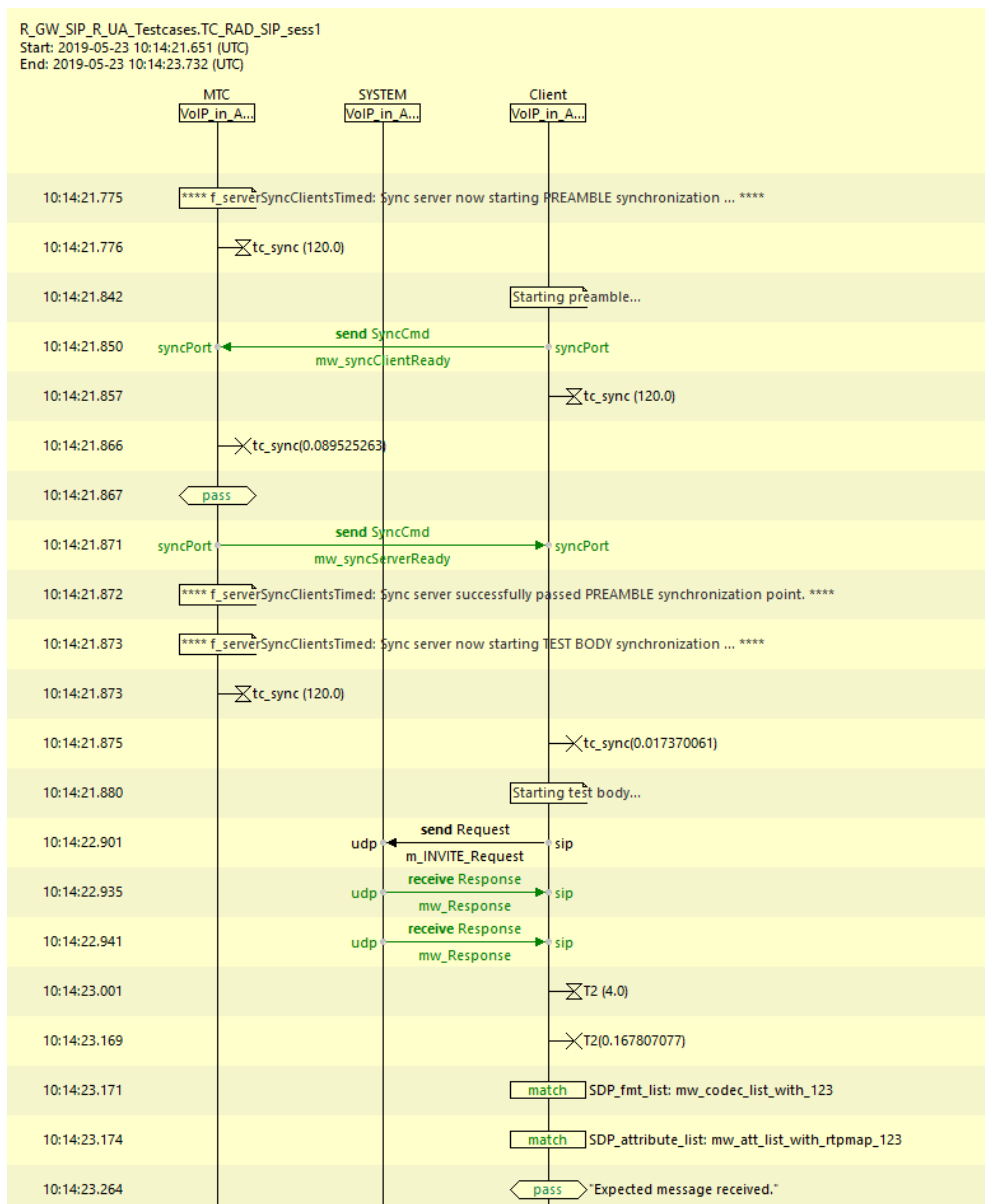 R_GW_SIP_R_UA_Testcases.TC_RAD_SIP_sess1
Start: 2019-05-23 10:14:21.651 (UTC)
End: 2019-05-23 10:14:23.732 (UTC)
MTC SYSTEM Client
VoIP_in_A... VoIP_in_A... VoIP_in_A...
10:14:21.775 **** f_serverSyncClientsTimed: Sync server now starting PREAMBLE synchronization ... ****
10:14:21.776 tc_sync (120.0)
10:14:21.842 Starting preamble...
send SyncCmd
10:14:21.850 syncPort syncPort
mw_syncClientReady
10:14:21.857 tc_sync (120.0)
10:14:21.866 tc_sync(0.089525263)
10:14:21.867 pass
send SyncCmd
10:14:21.871 syncPort syncPort
mw_syncServerReady
10:14:21.872 **** f_serverSyncClientsTimed: Sync server successfully passed PREAMBLE synchronization point. ****
10:14:21.873 **** f_serverSyncClientsTimed: Sync server now starting TEST BODY synchronization ... ****
10:14:21.873 tc_sync (120.0)
10:14:21.875 tc_sync(0.017370061)
10:14:21.880 Starting test body...
send Request
10:14:22.901 udp sip
m_INVITE_Request
receive Response
10:14:22.935 udp sip
mw_Response
receive Response
10:14:22.941 udp sip
mw_Response
10:14:23.001 T2 (4.0)
10:14:23.169 T2(0.167807077)
10:14:23.171 match SDP_fmt_list: mw_codec_list_with_123
10:14:23.174 match SDP_attribute_list: mw_att_list_with_rtpmap_123
10:14:23.264 pass "Expected message received."